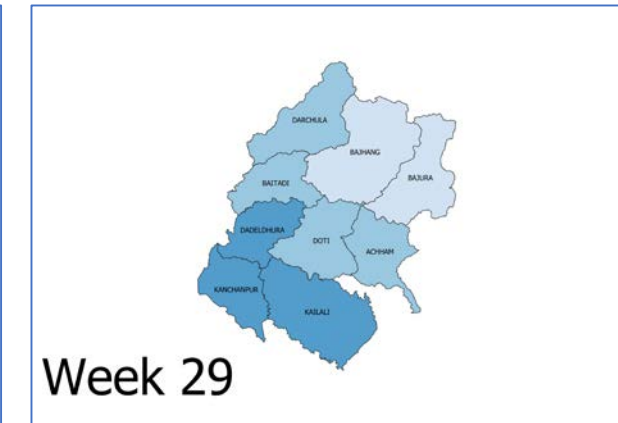 DARCHULA
BAJHANG
BAJURA
BAITADI
DADELDHURA
DOTI
ACHHAM
KANCHANPUR
KAILALI
Week 29